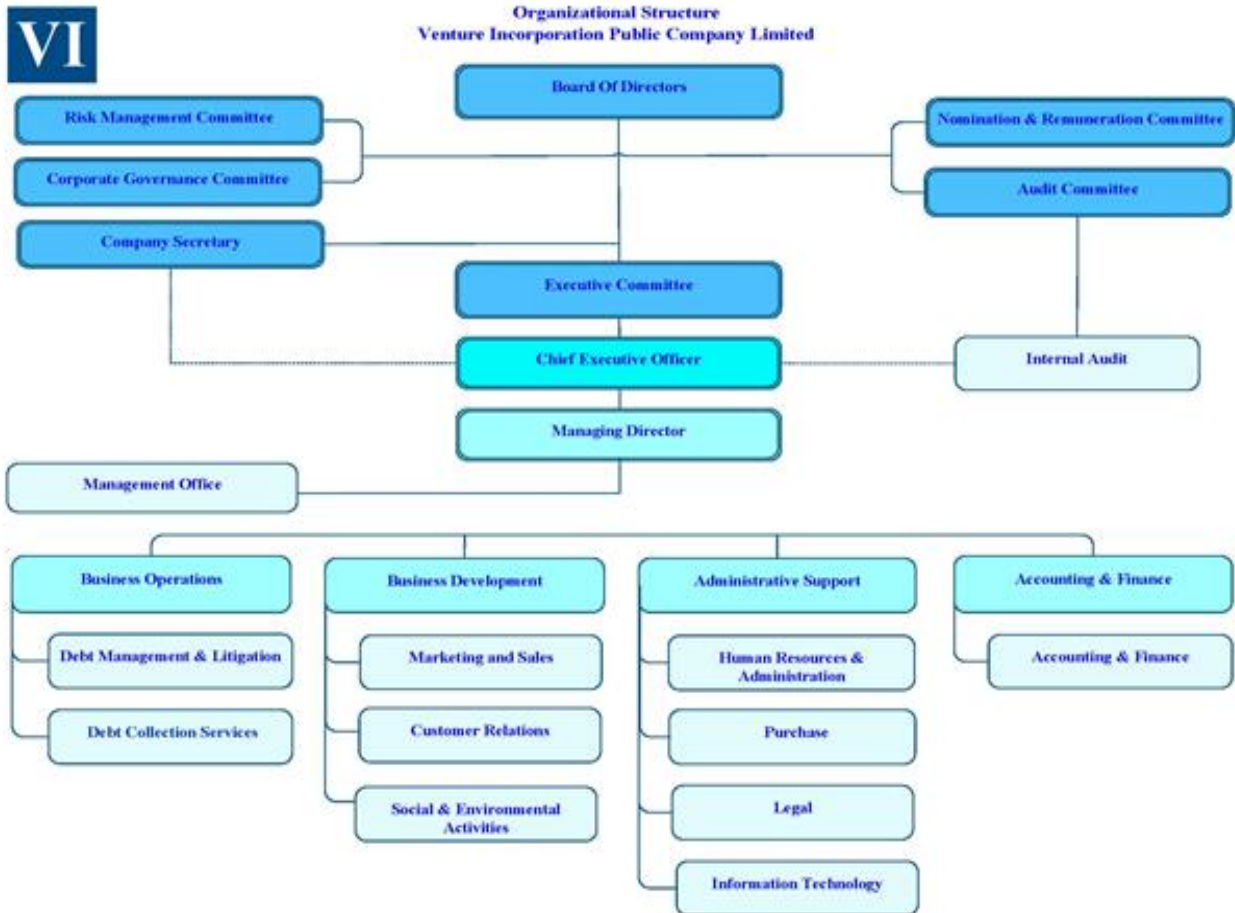 VI
Organizational Structure
Venture Incorporation Public Company Limited
Board Of Directors
Risk Management Committee
Nomination & Remuneration Committee
Corporate Governance Committee
Audit Committee
Company Secretary
Executive Committee
Chief Executive Officer
Internal Audit
Managing Director
Management Office
Business Operations
Business Development
Administrative Support
Accounting & Finance
Debt Management & Litigation
Marketing and Sales
Human Resources &
Administration
Accounting & Finance
Debt Collection Services
Customer Relations
Purchase
Social & Environmental
Activities
Legal
Information Technology